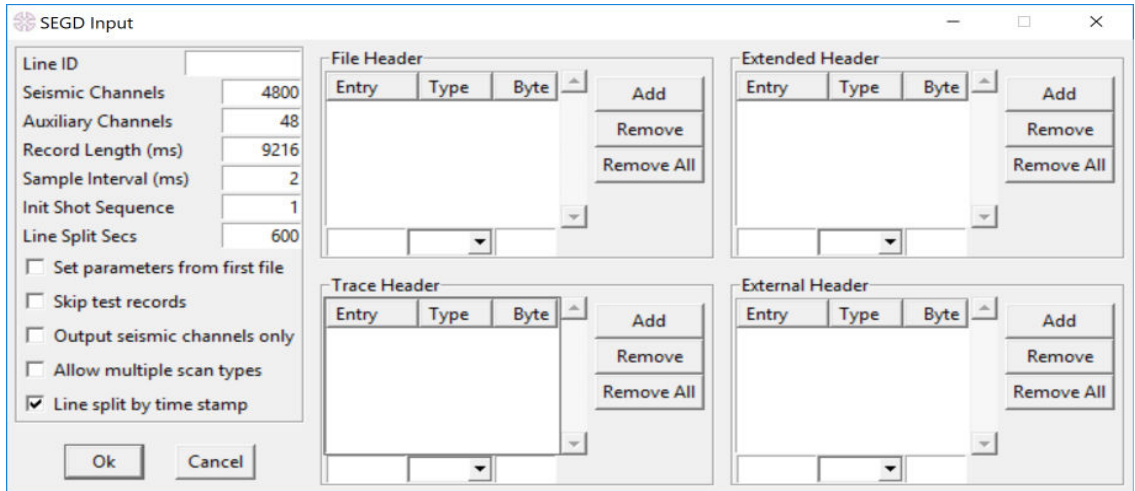 SEGD Input
Line ID
Seismic Channels 4800
Auxiliary Channels 48
Record Length (ms) 9216
Sample Interval (ms) 2
Init Shot Sequence 1
Line Split Secs 600
Set parameters from first file
Skip test records
Output seismic channels only
Allow multiple scan types
Line split by time stamp
Ok Cancel
File Header
Entry Type Byte
Add
Remove
Remove All
Extended Header
Entry Type Byte
Add
Remove
Remove All
Trace Header
Entry Type Byte
Add
Remove
Remove All
External Header
Entry Type Byte
Add
Remove
Remove All